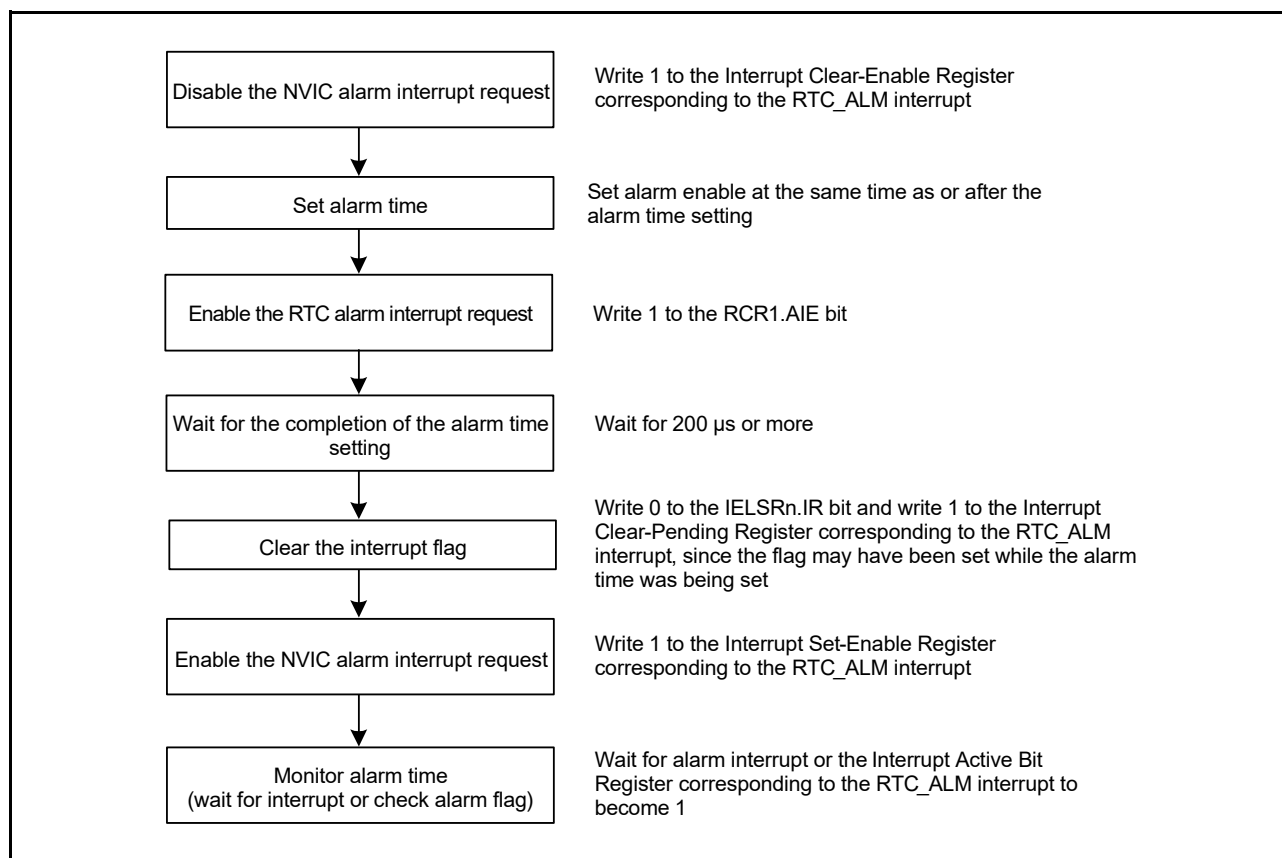 Disable the NVIC alarm interrupt request
Write 1 to the Interrupt Clear-Enable Register
corresponding to the RTC_ALM interrupt
Set alarm time
Set alarm enable at the same time as or after the
alarm time setting
Enable the RTC alarm interrupt request
Write 1 to the RCR1.AIE bit
Wait for the completion of the alarm time
setting
Wait for 200 µs or more
Clear the interrupt flag
Write 0 to the IELSRn.IR bit and write 1 to the Interrupt
Clear-Pending Register corresponding to the RTC_ALM
interrupt, since the flag may have been set while the alarm
time was being set
Enable the NVIC alarm interrupt request
Write 1 to the Interrupt Set-Enable Register
corresponding to the RTC_ALM interrupt
Monitor alarm time
(wait for interrupt or check alarm flag)
Wait for alarm interrupt or the Interrupt Active Bit
Register corresponding to the RTC_ALM interrupt to
become 1